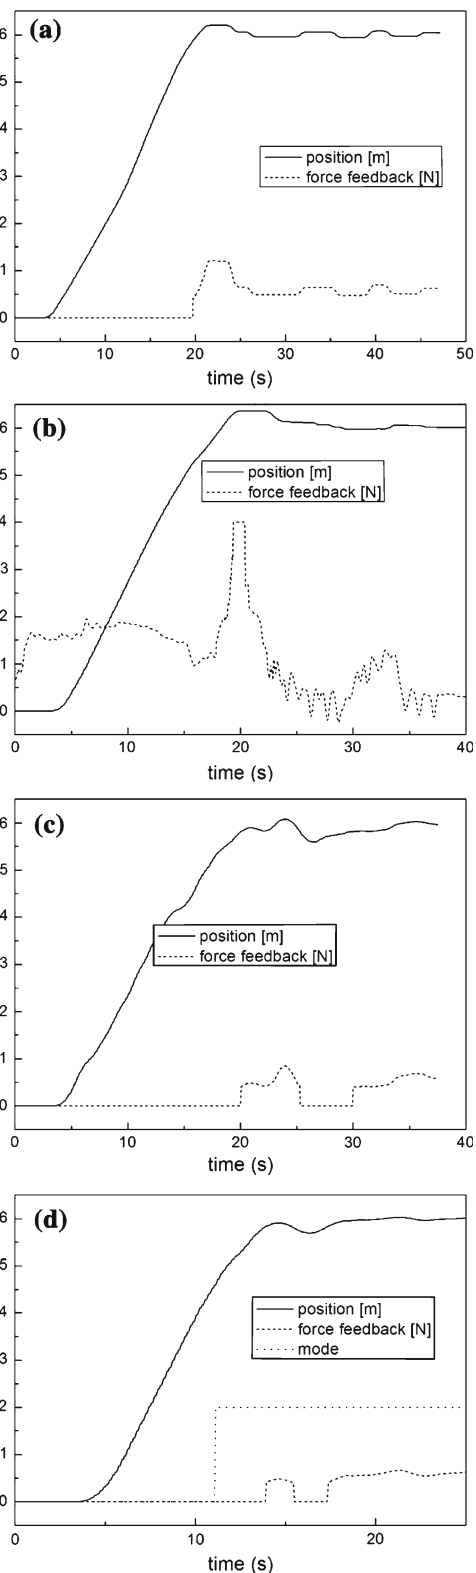 (a)
6
5
4
3
2
1
0
position [m]
force feedback [N]
0 10 20 30 40 50
time (s)
(b)
6
5
4
3
2
1
0
position [m]
force feedback [N]
0 10 20 30 40
time (s)
(c)
6
5
4
3
2
1
0
position [m]
force feedback [N]
0 10 20 30 40
time (s)
(d)
6
5
4
3
2
1
0
position [m]
force feedback [N]
mode
0 10 20
time (s)